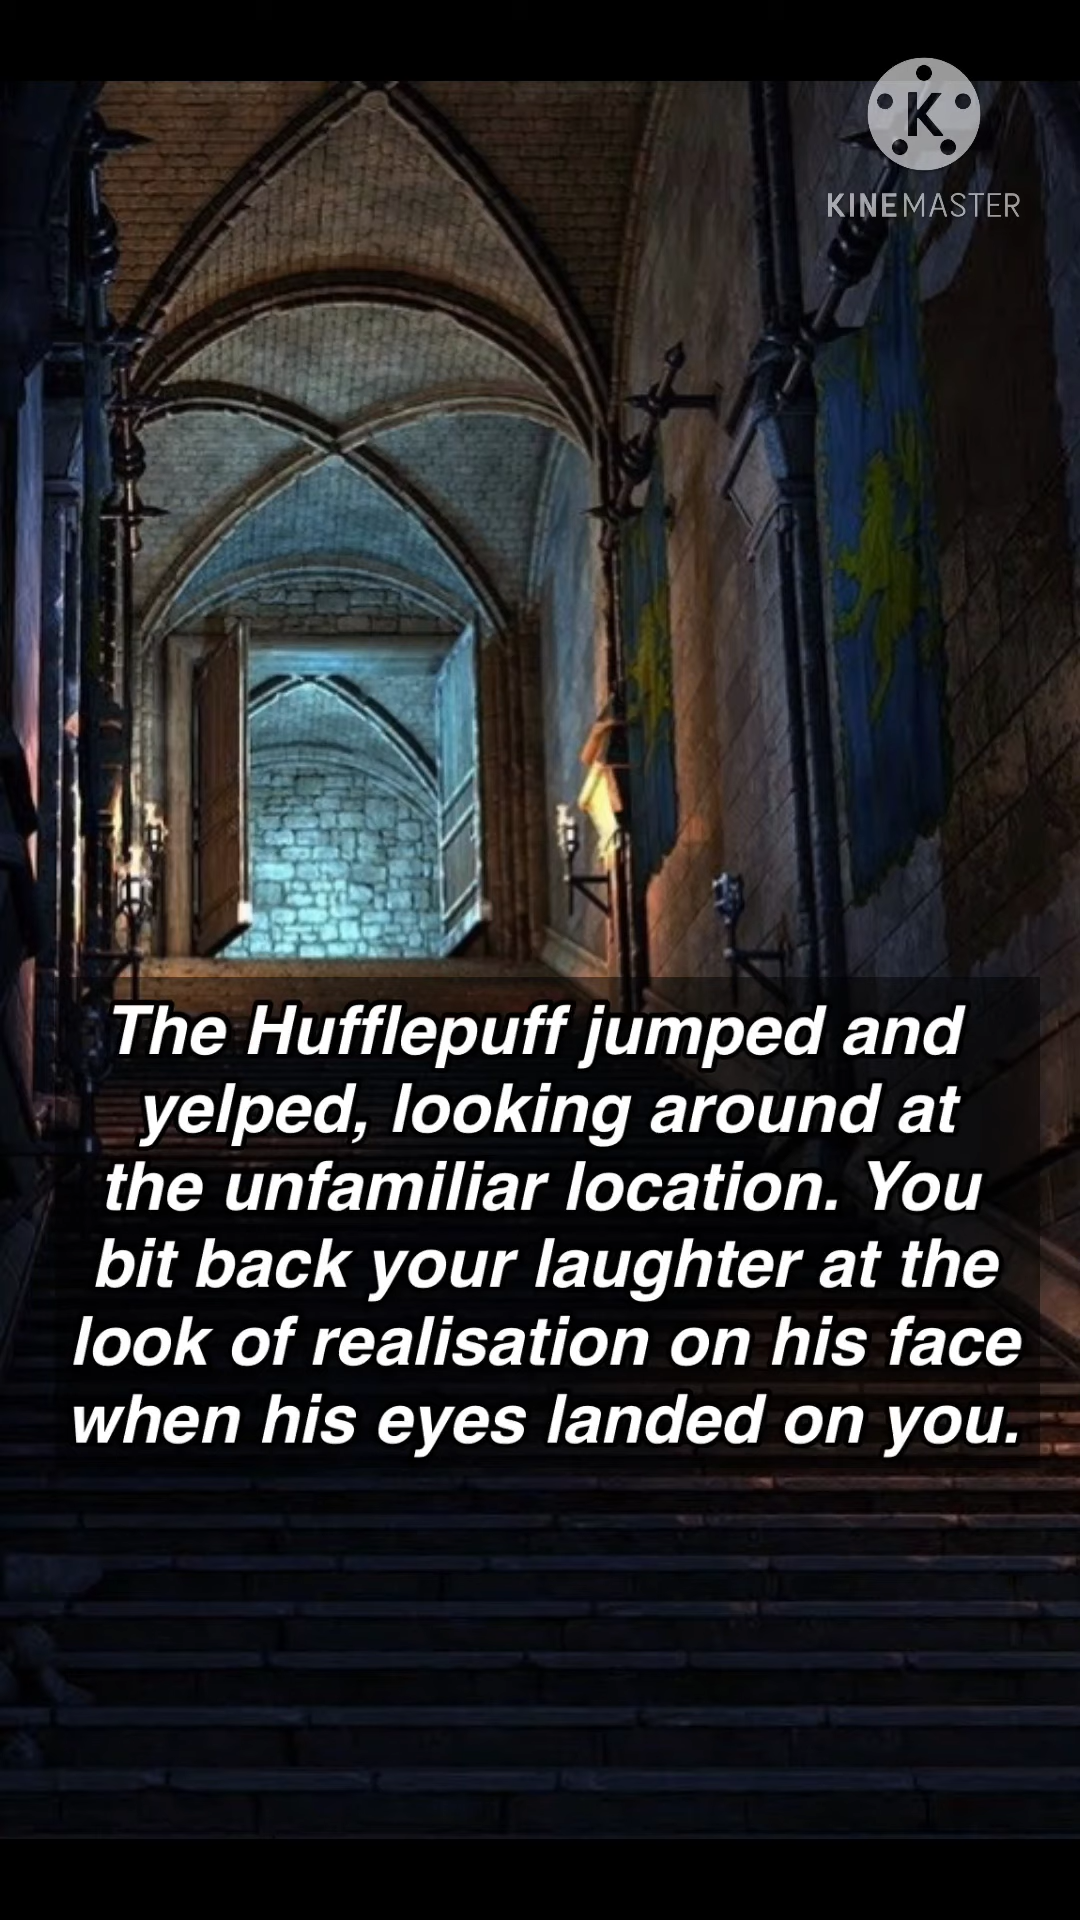 K
KINEMASTER
The Hufflepuff jumped and
yelped, looking around at
the unfamiliar location. You
bit back your laughter at the
look of realisation on his face
when his eyes landed on you.